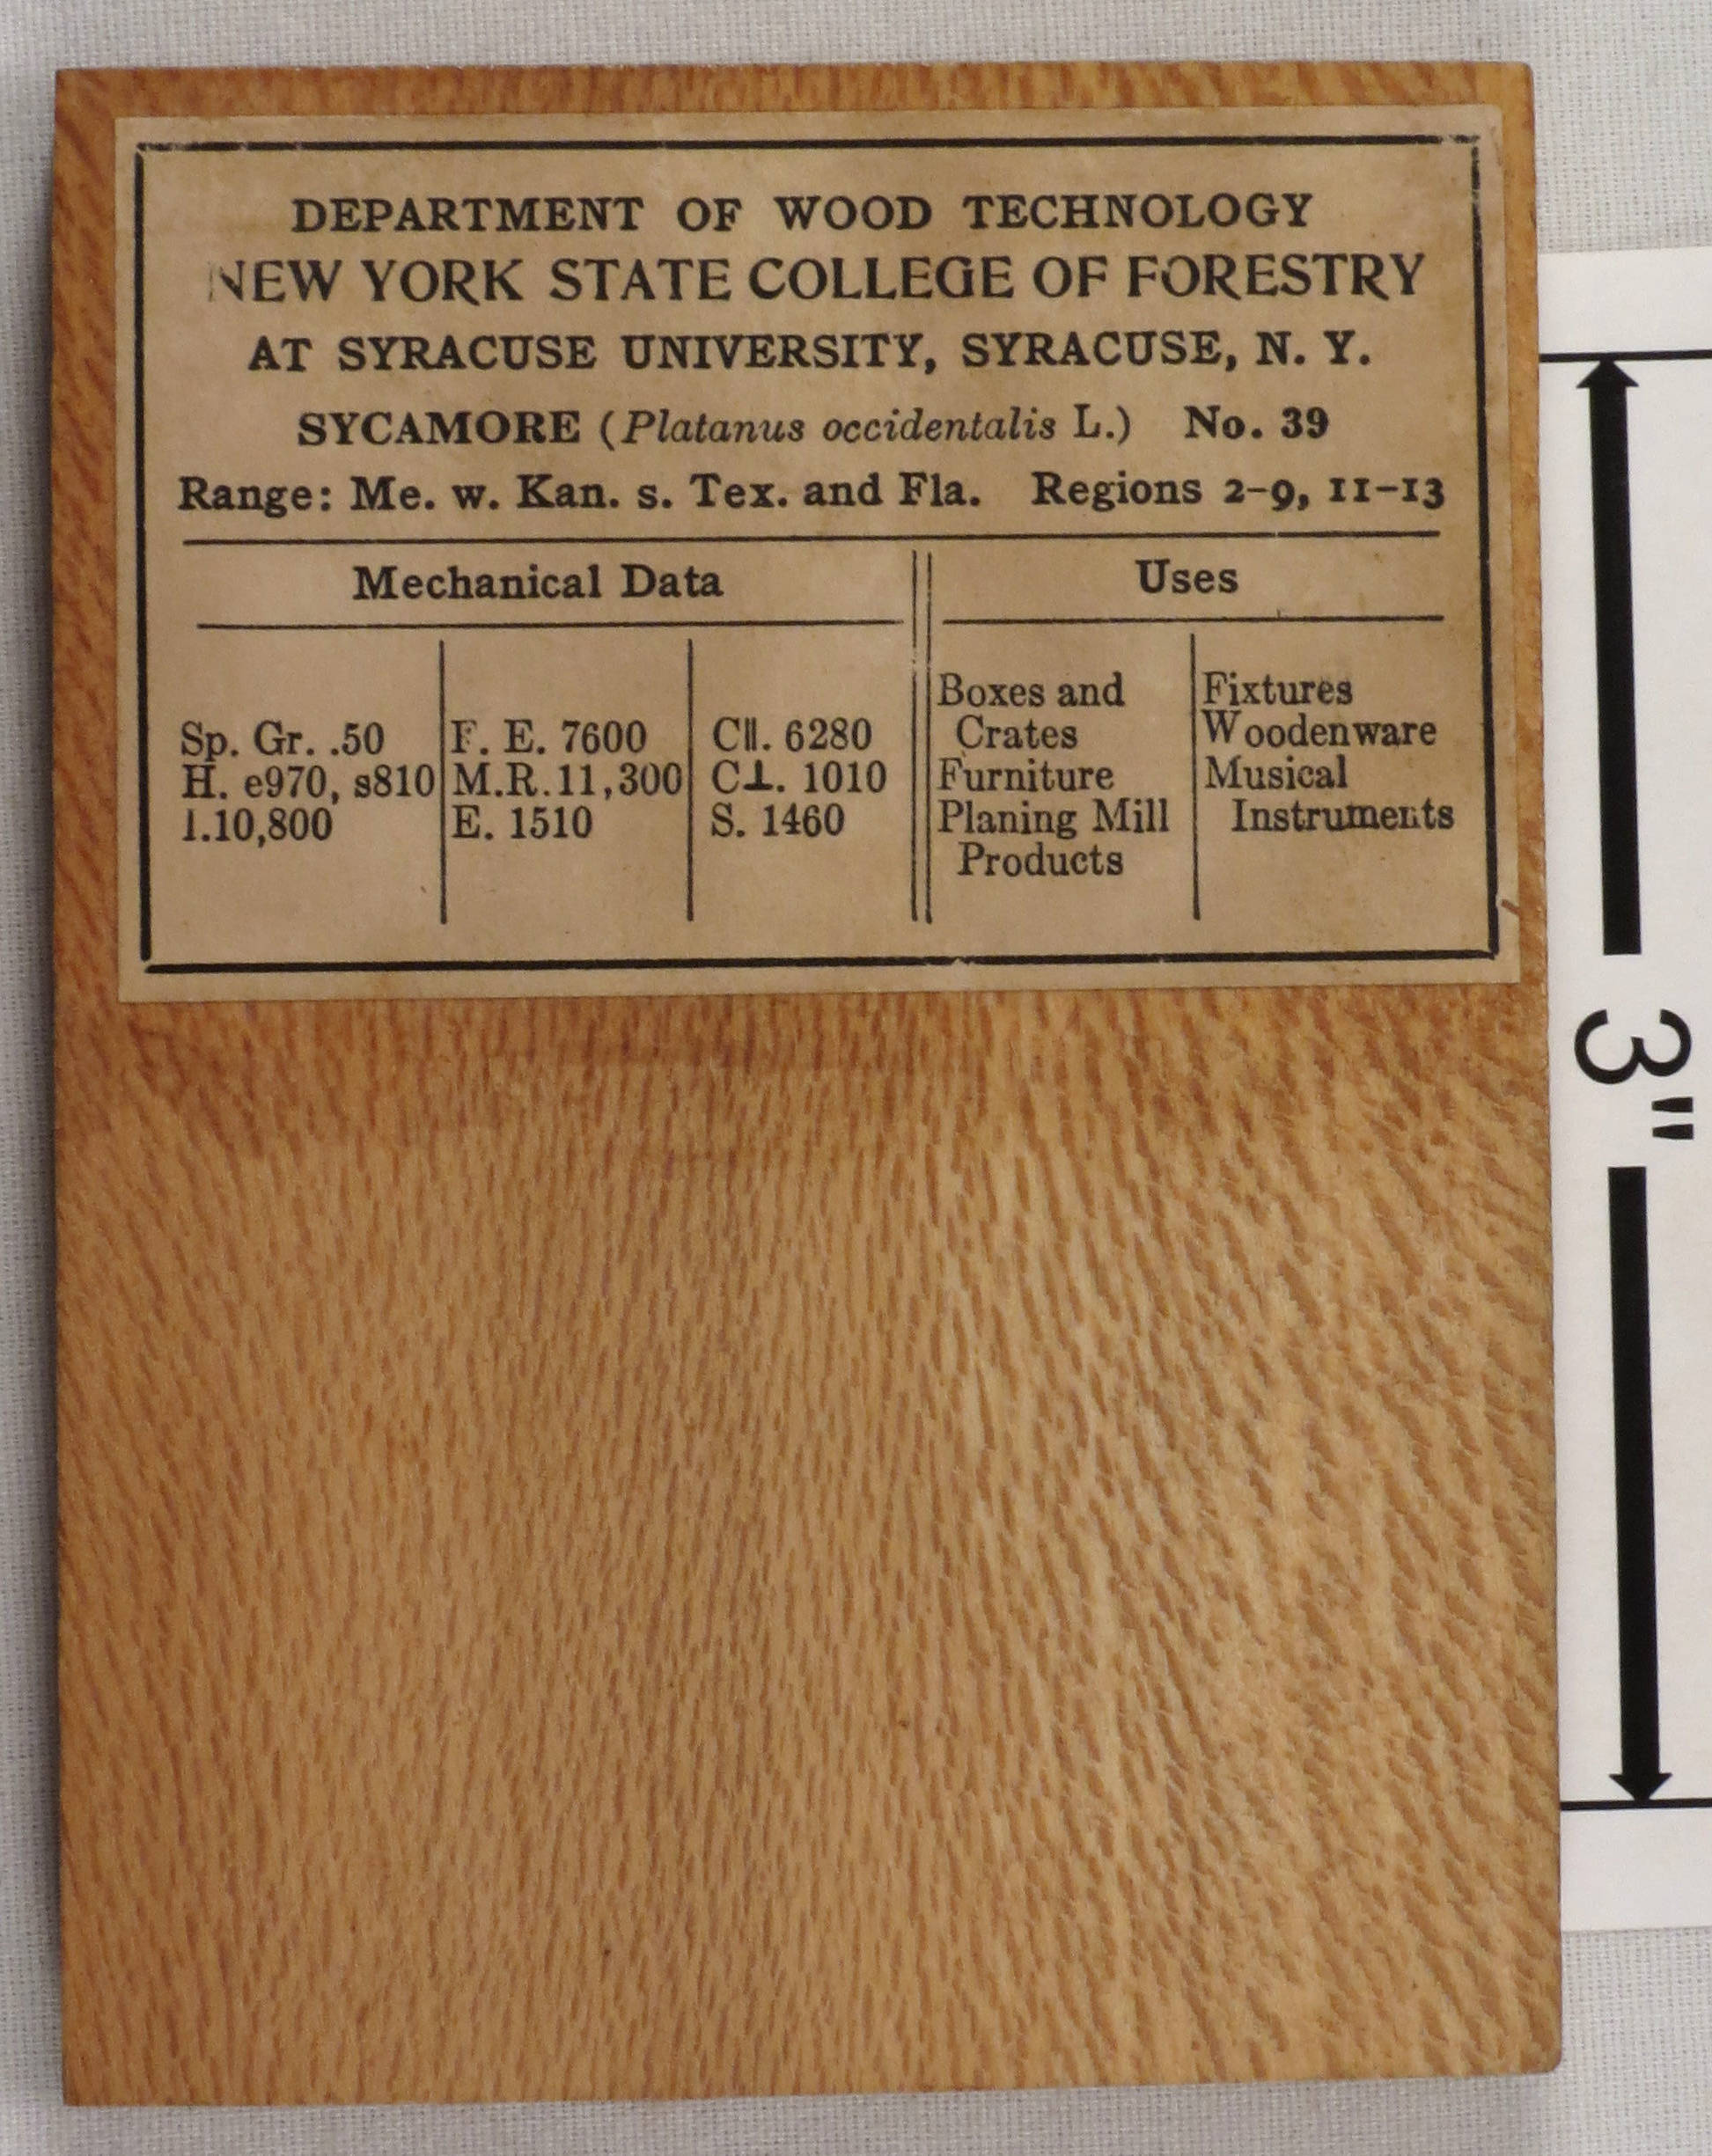 DEPARTMENT OF WOOD TECHNOLOGY
NEW YORK STATE COLLEGE OF FORESTRY
AT SYRACUSE UNIVERSITY, SYRACUSE, N. Y.
SYCAMORE (Platanus occidentalis L.) No. 39
Range: Me. w. Kan. s. Tex. and Fla. Regions 2-9, 11-13
Mechanical Data
Sp. Gr. .50
H. e970, s810
1.10,800
F. E. 7600
M.R. 11,300
E. 1510
C||. 6280
C⊥. 1010
S. 1460
Uses
Boxes and
Crates
Furniture
Planing Mill
Products
Fixtures
Woodenware
Musical
Instruments
3"